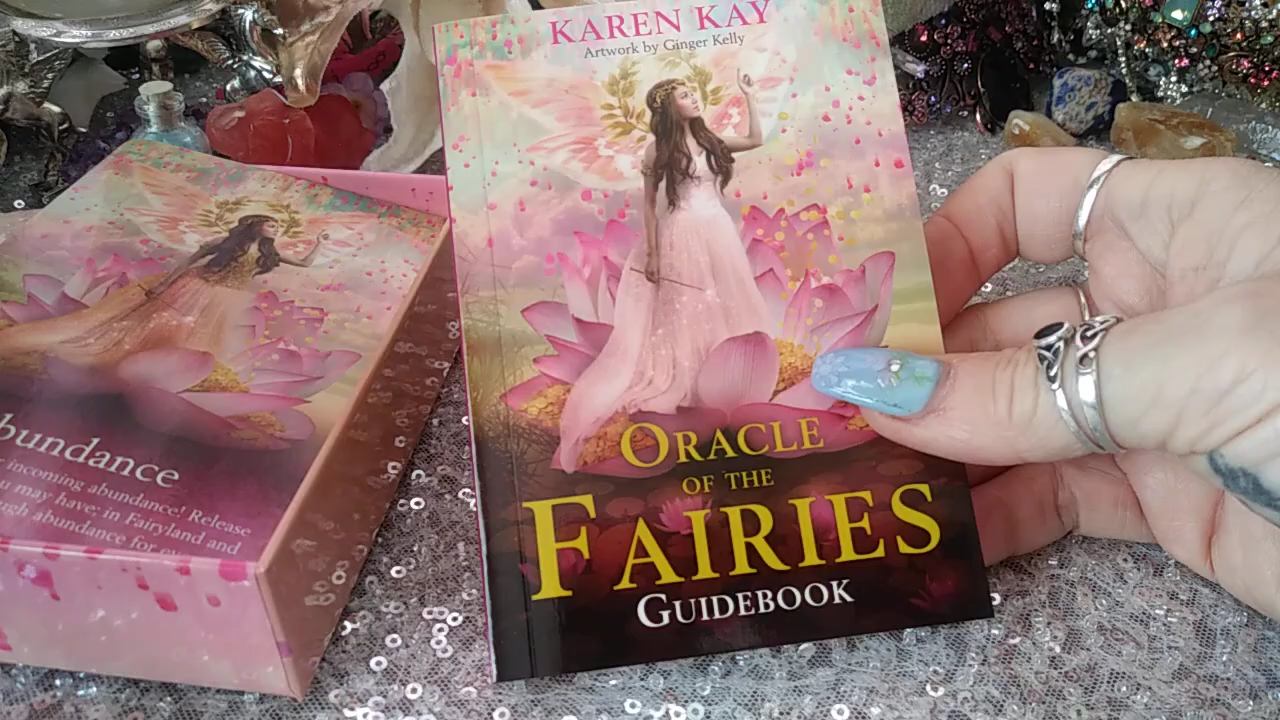 KAREN KAY
Artwork by Ginger Kelly
ORACLE
OF THE
FAIRIES
GUIDEBOOK
bundance
incoming abundance! Release
u may have; in Fairyland and
ugh abundance for ev